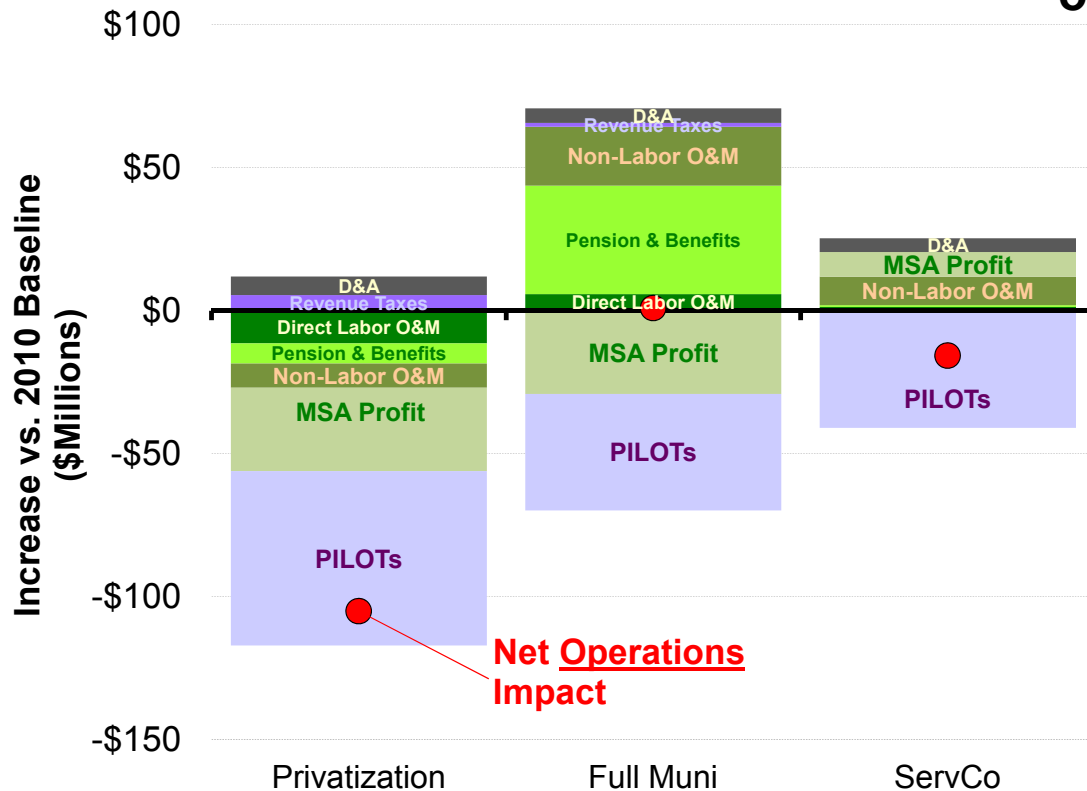 $100
$50
$0
-$50
-$100
-$150
Increase vs. 2010 Baseline
($Millions)
D&A
Revenue Taxes
Direct Labor O&M
Pension & Benefits
Non-Labor O&M
MSA Profit
PILOTs
D&A
Revenue Taxes
Non-Labor O&M
Pension & Benefits
Direct Labor O&M
MSA Profit
PILOTs
D&A
MSA Profit
Non-Labor O&M
PILOTs
Net Operations
Impact
Privatization
Full Muni
ServCo